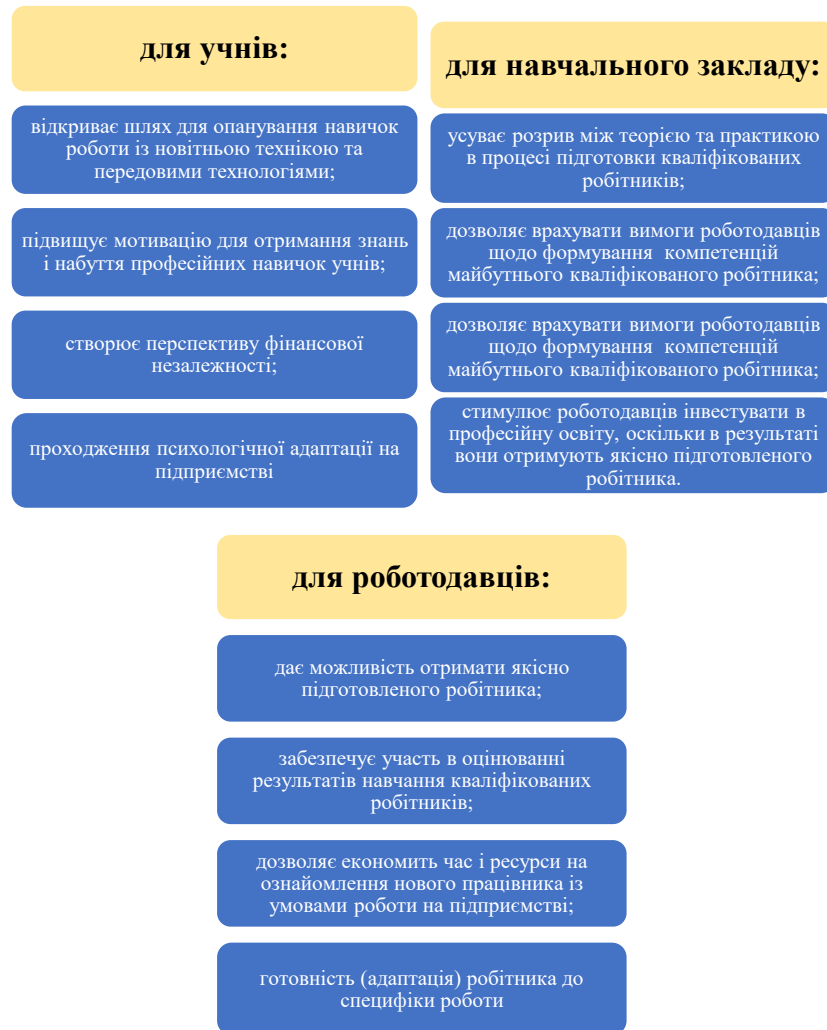 для учнів:
відкриває шлях для опанування навичок
роботи із новітньою технікою та
передовими технологіями;
підвищує мотивацію для отримання знань
і набуття професійних навичок учнів;
створює перспективу фінансової
незалежності;
проходження психологічної адаптації на
підприємстві
для навчального закладу:
усуває розрив між теорією та практикою
в процесі підготовки кваліфікованих
робітників;
дозволяє врахувати вимоги роботодавців
щодо формування компетенцій
майбутнього кваліфікованого робітника;
дозволяє врахувати вимоги роботодавців
щодо формування компетенцій
майбутнього кваліфікованого робітника;
стимулює роботодавців інвестувати в
професійну освіту, оскільки в результаті
вони отримують якісно підготовленого
робітника.
для роботодавців:
дає можливість отримати якісно
підготовленого робітника;
забезпечує участь в оцінюванні
результатів навчання кваліфікованих
робітників;
дозволяє економить час і ресурси на
ознайомлення нового працівника із
умовами роботи на підприємстві;
готовність (адаптація) робітника до
специфіки роботи